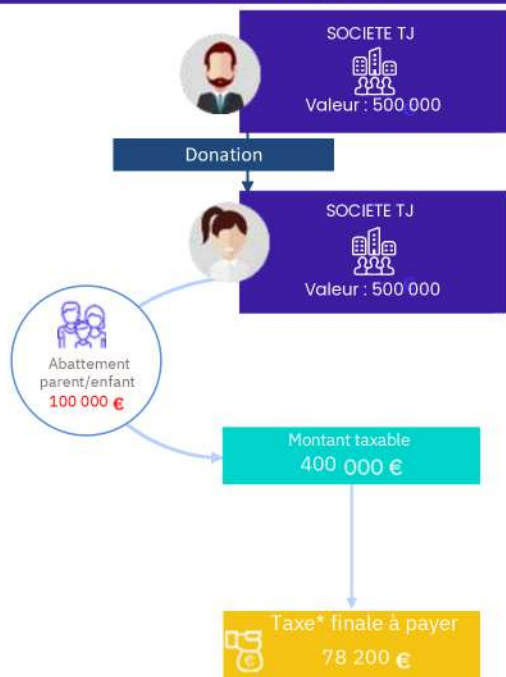 SOCIETE TJ
Valeur : 500 000
Donation
SOCIETE TJ
Valeur : 500 000
Abattement
parent/enfant
100 000 €
Montant taxable
400 000 €
Taxe* finale à payer
78 200 €